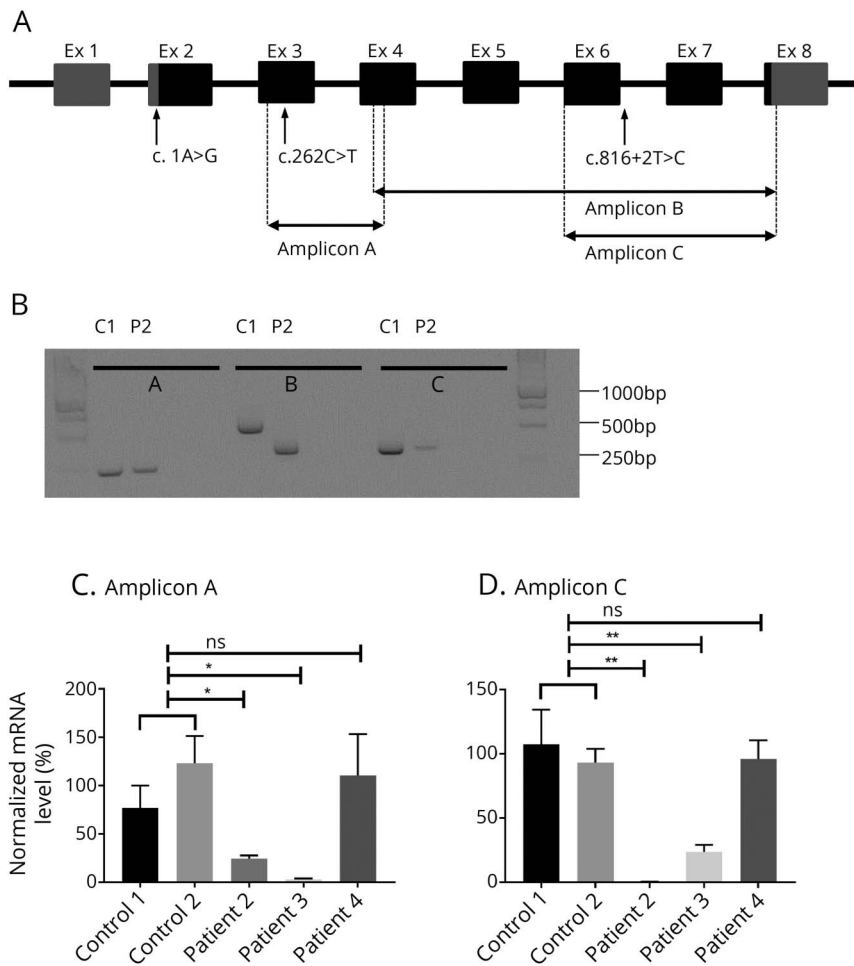 A
Ex 1 Ex 2 Ex 3 Ex 4 Ex 5 Ex 6 Ex 7 Ex 8
c. 1A>G c.262C>T c.816+2T>C
Amplicon B
Amplicon A Amplicon C
B
C1 P2 C1 P2 C1 P2
A B C
1000bp
500bp
250bp
C. Amplicon A
ns
*
*
Normalized mRNA
level (%)
200
150
100
50
0
Control 1
Control 2
Patient 2
Patient 3
Patient 4
D. Amplicon C
ns
**
**
150
100
50
0
Control 1
Control 2
Patient 2
Patient 3
Patient 4